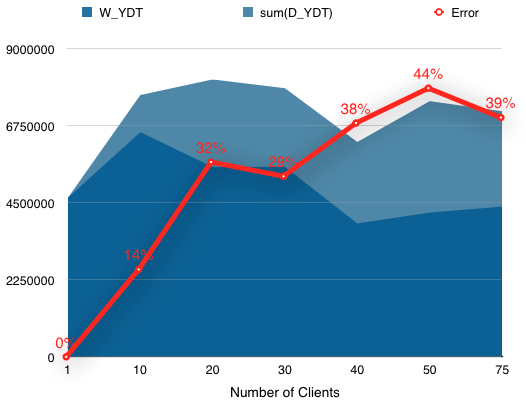 W_YDT sum(D_YDT) Error
9000000
6750000
4500000
2250000
0
0% 14% 32% 29% 38% 44% 39%
1 10 20 30 40 50 75
Number of Clients